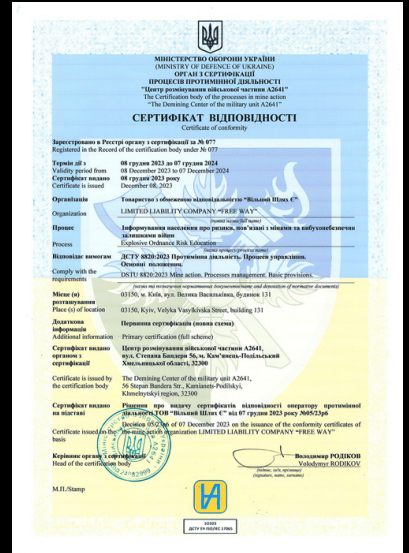 МІНІСТЕРСТВО ОБОРОНИ УКРАЇНИ
(MINISTRY OF DEFENCE OF UKRAINE)
ОРГАН З СЕРТИФІКАЦІЇ
ПРОЦЕСІВ ПРОТИМІННОЇ ДІЯЛЬНОСТІ
"Центр розмінування військової частини А2641"
The Certification body of the processes in mine action
"The Demining Center of the military unit A2641"
СЕРТИФІКАТ ВІДПОВІДНОСТІ
Certificate of conformity
Зареєстровано в Реєстрі органу з сертифікації за № 077
Registered in the Record of the certification body under № 077
Термін дії з 08 грудня 2023 до 07 грудня 2024
Validity period from 08 December 2023 to 07 December 2024
Сертифікат видано 08 грудня 2023 року
Certificate is issued December 08, 2023
Організація Товариство з обмеженою відповідальністю "Вільний Шлях Є"
Organization LIMITED LIABILITY COMPANY “FREE WAY”
Процес Інформування населення про ризики, пов'язані з мінами та вибухонебезпечними
залишками війни
Process Explosive Ordnance Risk Education
Відповідає вимогам ДСТУ 8820:2023 Протимінна діяльність. Процеси управління.
Основні положення.
Comply with the DSTU 8820:2023 Mine action. Processes management. Basic provisions.
requirements
Місце (я) 03150, м. Київ, вул. Велика Васильківська, будинок 131
розташування
Place (s) of location 03150, Kyiv, Velyka Vasylkivska Street, building 131
Додаткова Первинна сертифікація (повна схема)
інформація
Additional information Primary certification (full scheme)
Сертифікат видано Центр розмінування військової частини А2641,
органом з вул. Степана Бандери 56, м. Кам'янець-Подільський
сертифікації Хмельницької області, 32300
Certificate is issued by The Demining Center of the military unit A2641,
the certification body 56 Stepan Bandera Str., Kamianets-Podilskyi,
Khmelnytskyi region, 32300
Сертифікат видано Рішення про видачу сертифікатів відповідності оператору протимінної
на підставі діяльності ТОВ "Вільний Шлях Є" від 07 грудня 2023 року №05/23рб
Decision of 07 December 2023 on the issuance of the conformity certificates of
Certificate issued on the mine action organization LIMITED LIABILITY COMPANY “FREE WAY”
basis
Керівник органу з сертифікації Володимир РОДІКОВ
Head of the certification body Volodymyr RODIKOV
М.П./Stamp
ДСТУ EN ISO/IEC 17065